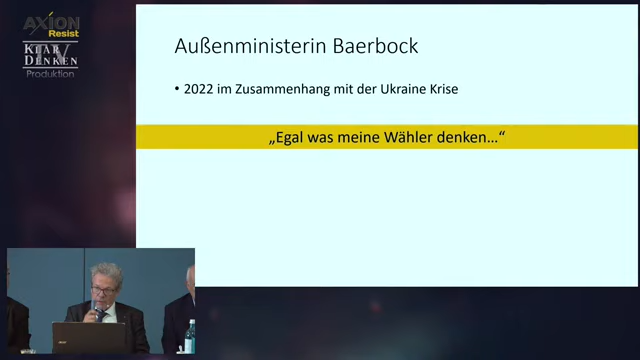 AXION
Resist
KLAR
TV
DENKEN
Produktion
Außenministerin Baerbock
• 2022 im Zusammenhang mit der Ukraine Krise
„Egal was meine Wähler denken…“